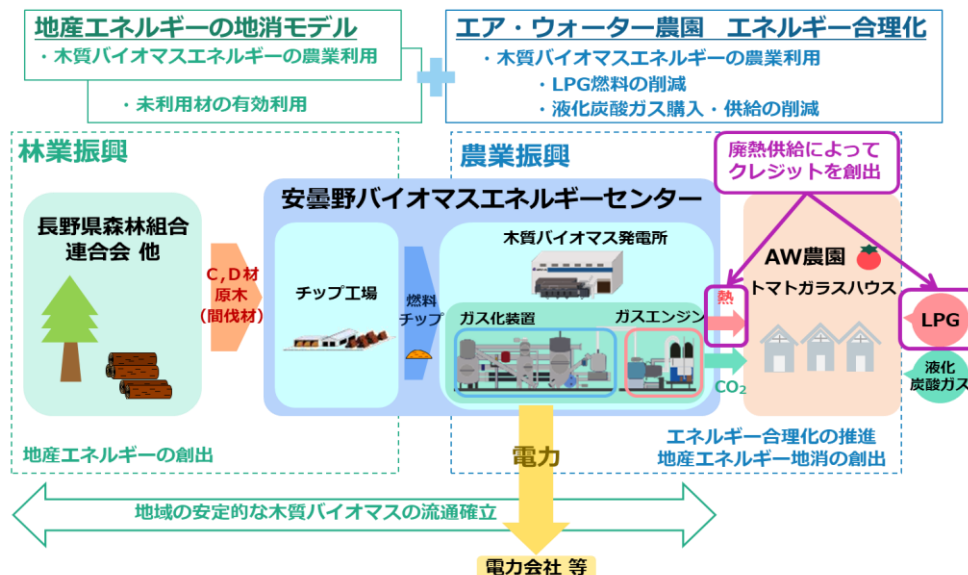 地産エネルギーの地消モデル
・木質バイオマスエネルギーの農業利用
・未利用材の有効利用
エア・ウォーター農園 エネルギー合理化
・木質バイオマスエネルギーの農業利用
・LPG燃料の削減
・液化炭酸ガス購入・供給の削減
林業振興
農業振興
廃熱供給によって
クレジットを創出
長野県森林組合
連合会 他
C,D材
原木
（間伐材）
安曇野バイオマスエネルギーセンター
チップ工場
燃料
チップ
木質バイオマス発電所
ガス化装置
ガスエンジン
熱
CO₂
AW農園
トマトガラスハウス
LPG
液化
炭酸ガス
地産エネルギーの創出
電力
エネルギー合理化の推進
地産エネルギー地消の創出
地域の安定的な木質バイオマスの流通確立
電力会社 等